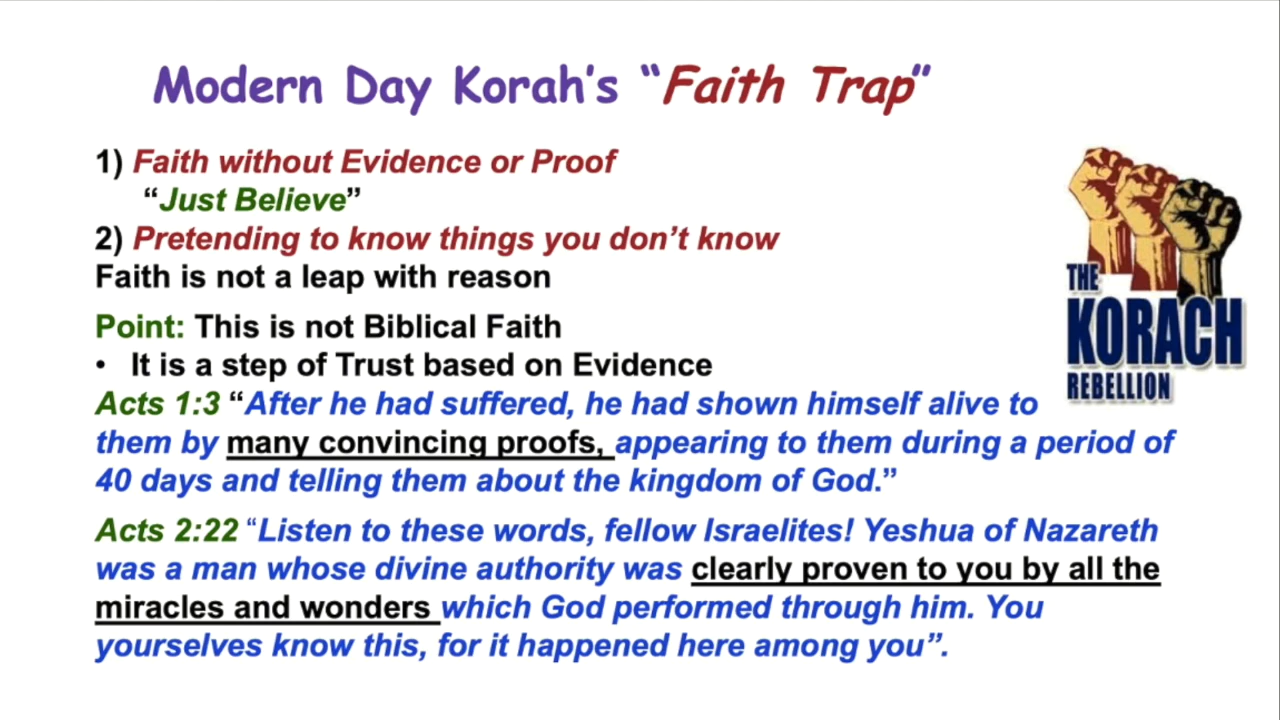 Modern Day Korah's “Faith Trap”
1) Faith without Evidence or Proof
“Just Believe”
2) Pretending to know things you don’t know
Faith is not a leap with reason
Point: This is not Biblical Faith
• It is a step of Trust based on Evidence
Acts 1:3 “After he had suffered, he had shown himself alive to
them by many convincing proofs, appearing to them during a period of
40 days and telling them about the kingdom of God.”
Acts 2:22 “Listen to these words, fellow Israelites! Yeshua of Nazareth
was a man whose divine authority was clearly proven to you by all the
miracles and wonders which God performed through him. You
yourselves know this, for it happened here among you”.
THE
KORACH
REBELLION